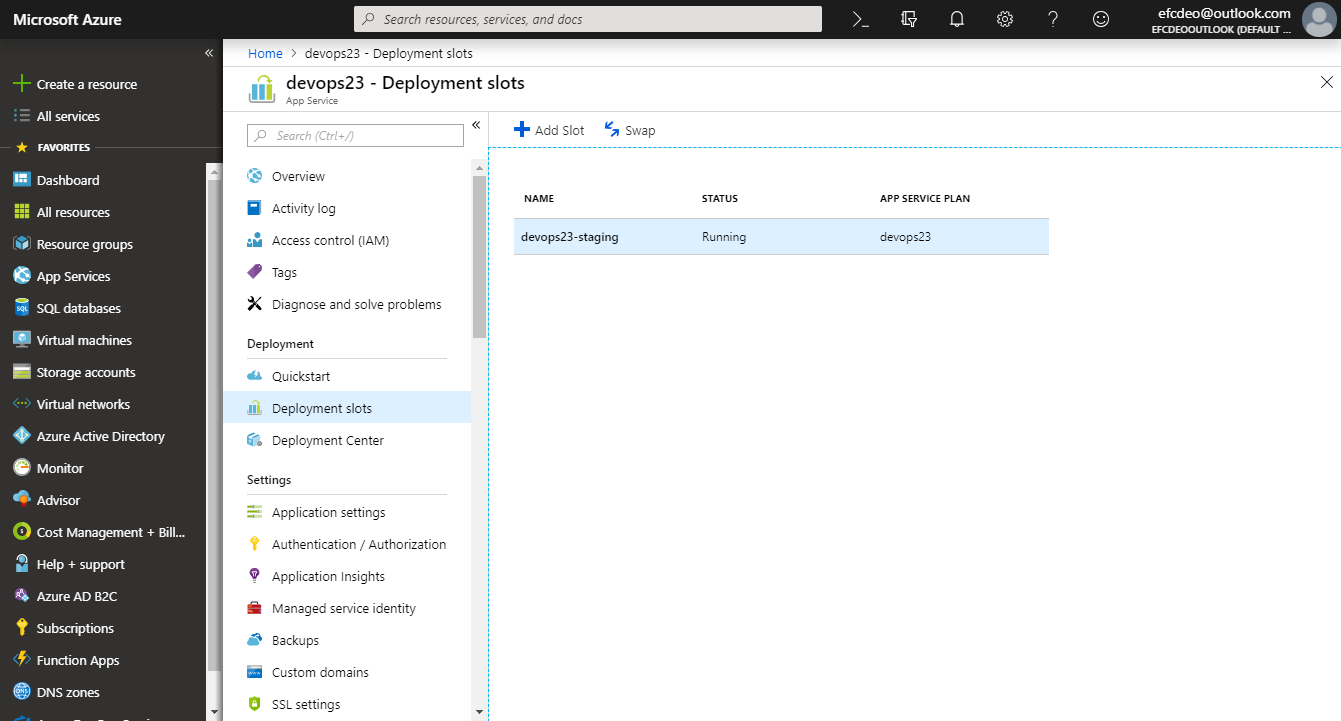 Microsoft Azure
Search resources, services, and docs
efcdeo@outlook.com
EFCDEOOUTLOOK (DEFAULT ...
Create a resource
All services
FAVORITES
Dashboard
All resources
Resource groups
App Services
SQL databases
Virtual machines
Storage accounts
Virtual networks
Azure Active Directory
Monitor
Advisor
Cost Management + Bill...
Help + support
Azure AD B2C
Subscriptions
Function Apps
DNS zones
Home > devops23 - Deployment slots
devops23 - Deployment slots
App Service
Search (Ctrl+/)
Overview
Activity log
Access control (IAM)
Tags
Diagnose and solve problems
Deployment
Quickstart
Deployment slots
Deployment Center
Settings
Application settings
Authentication / Authorization
Application Insights
Managed service identity
Backups
Custom domains
SSL settings
Add Slot Swap
NAME STATUS APP SERVICE PLAN
devops23-staging Running devops23